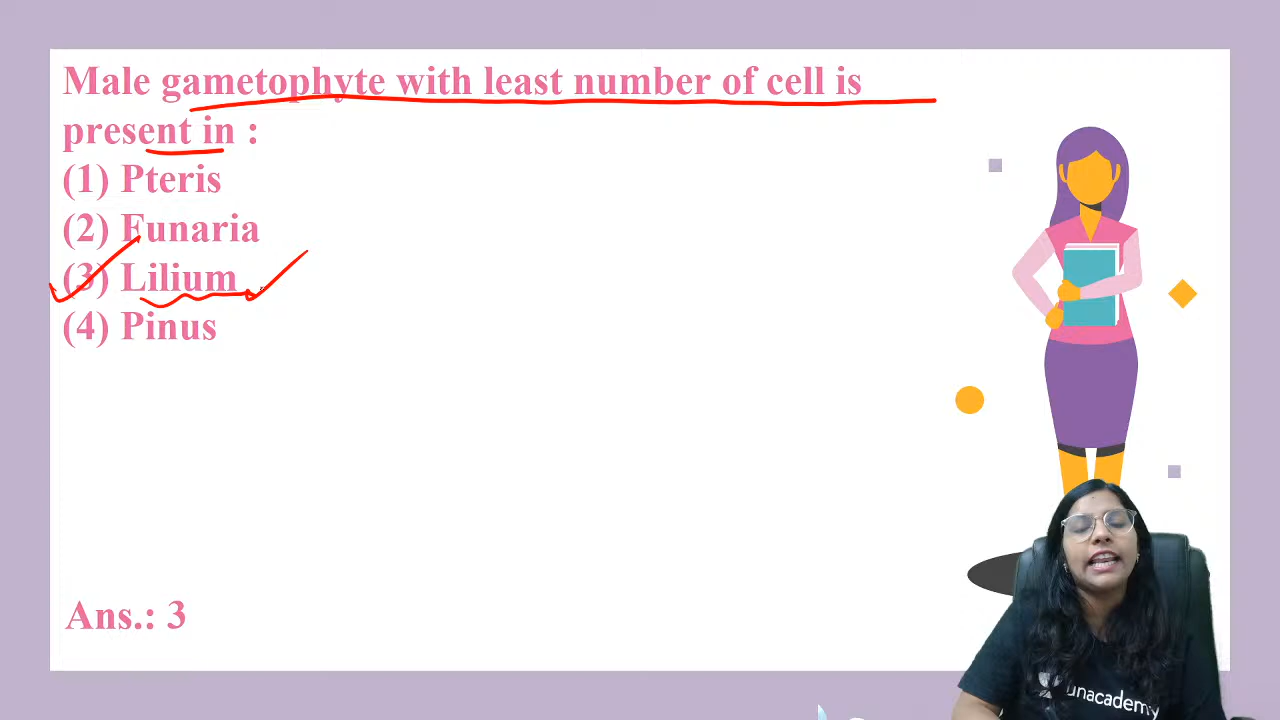 Male gametophyte with least number of cell is
present in :
(1) Pteris
(2) Funaria
(3) Lilium
(4) Pinus
Ans.: 3
unacademy